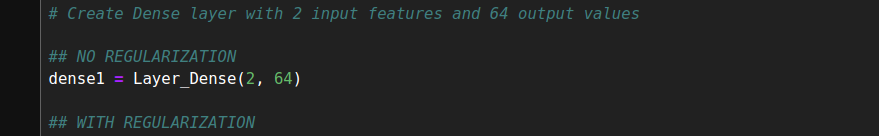 # Create Dense layer with 2 input features and 64 output values
## NO REGULARIZATION
dense1 = Layer_Dense(2, 64)
## WITH REGULARIZATION